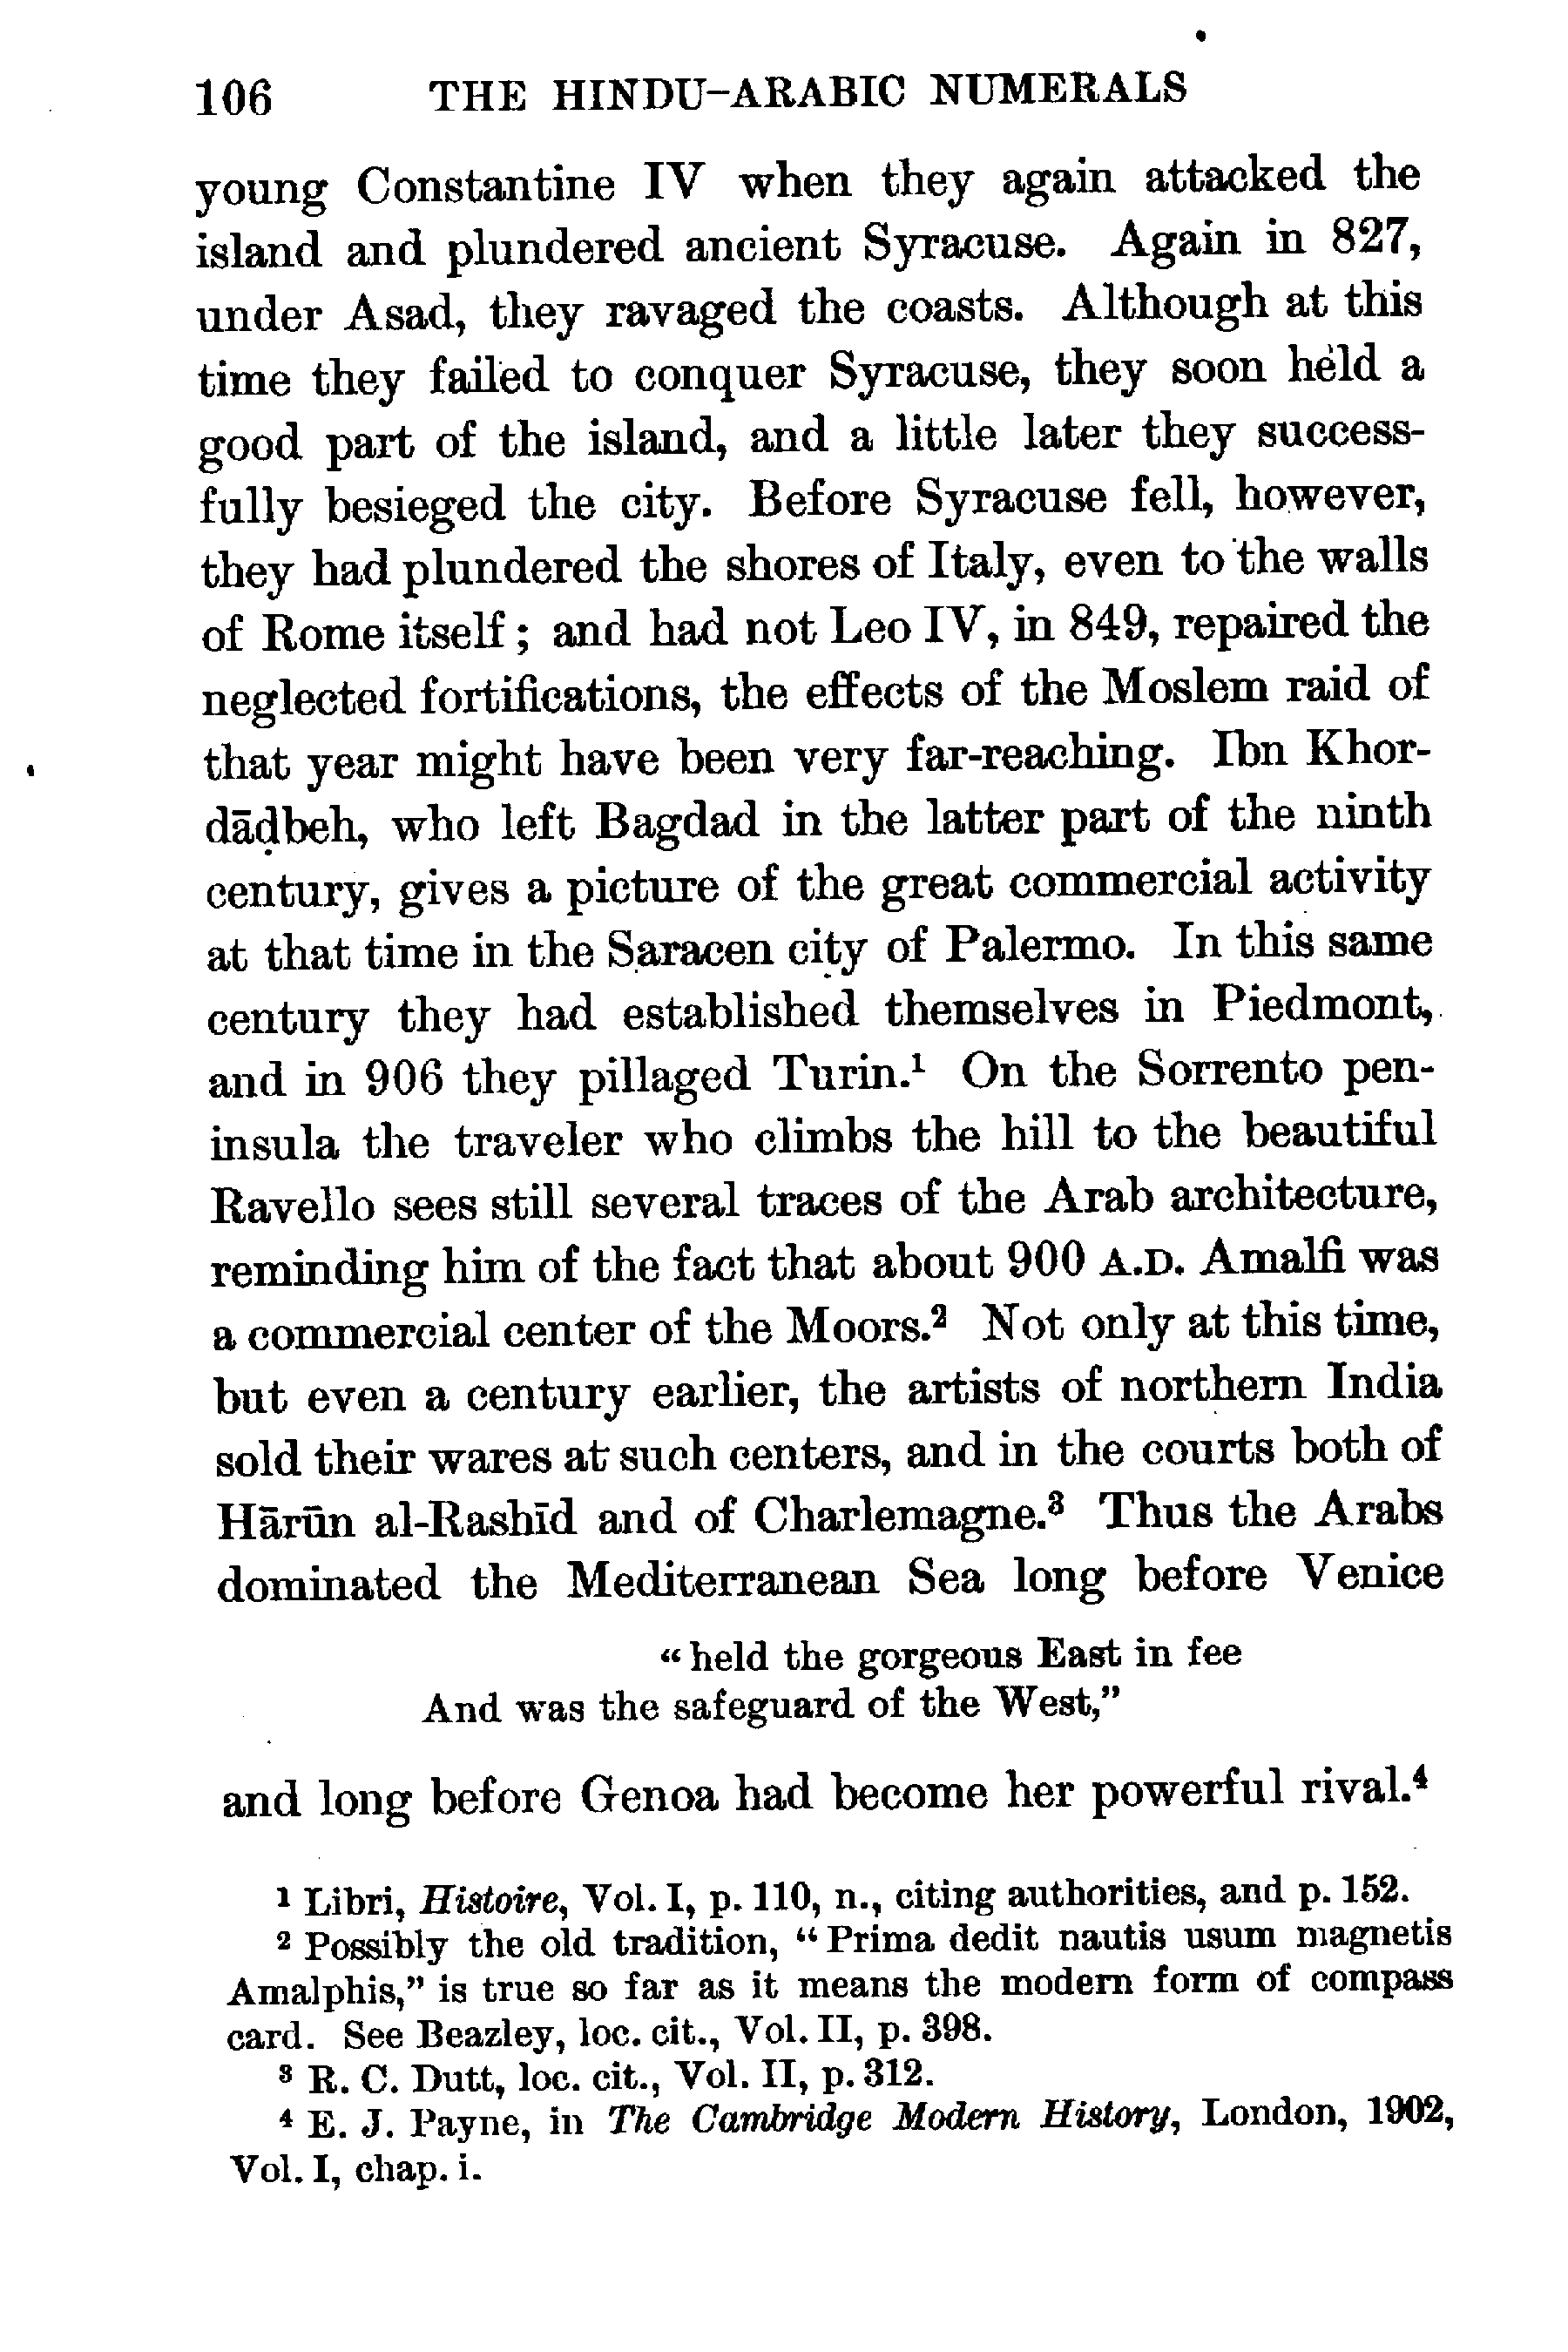 106 THE HINDU–ARABIC NUMERALS
young Constantine IV when they again attacked the
island and plundered ancient Syracuse. Again in 827,
under Asad, they ravaged the coasts. Although at this
time they failed to conquer Syracuse, they soon held a
good part of the island, and a little later they success-
fully besieged the city. Before Syracuse fell, however,
they had plundered the shores of Italy, even to the walls
of Rome itself; and had not Leo IV, in 849, repaired the
neglected fortifications, the effects of the Moslem raid of
that year might have been very far-reaching. Ibn Khor-
dāḍbeh, who left Bagdad in the latter part of the ninth
century, gives a picture of the great commercial activity
at that time in the Saracen city of Palermo. In this same
century they had established themselves in Piedmont,
and in 906 they pillaged Turin.¹ On the Sorrento pen-
insula the traveler who climbs the hill to the beautiful
Ravello sees still several traces of the Arab architecture,
reminding him of the fact that about 900 A.D. Amalfi was
a commercial center of the Moors.² Not only at this time,
but even a century earlier, the artists of northern India
sold their wares at such centers, and in the courts both of
Hārūn al-Rashīd and of Charlemagne.³ Thus the Arabs
dominated the Mediterranean Sea long before Venice
“held the gorgeous East in fee
And was the safeguard of the West,”
and long before Genoa had become her powerful rival.⁴
¹ Libri, Histoire, Vol. I, p. 110, n., citing authorities, and p. 152.
² Possibly the old tradition, “Prima dedit nautis usum magnetis
Amalphis,” is true so far as it means the modern form of compass
card. See Beazley, loc. cit., Vol. II, p. 398.
³ R. C. Dutt, loc. cit., Vol. II, p. 312.
⁴ E. J. Payne, in The Cambridge Modern History, London, 1902,
Vol. I, chap. i.